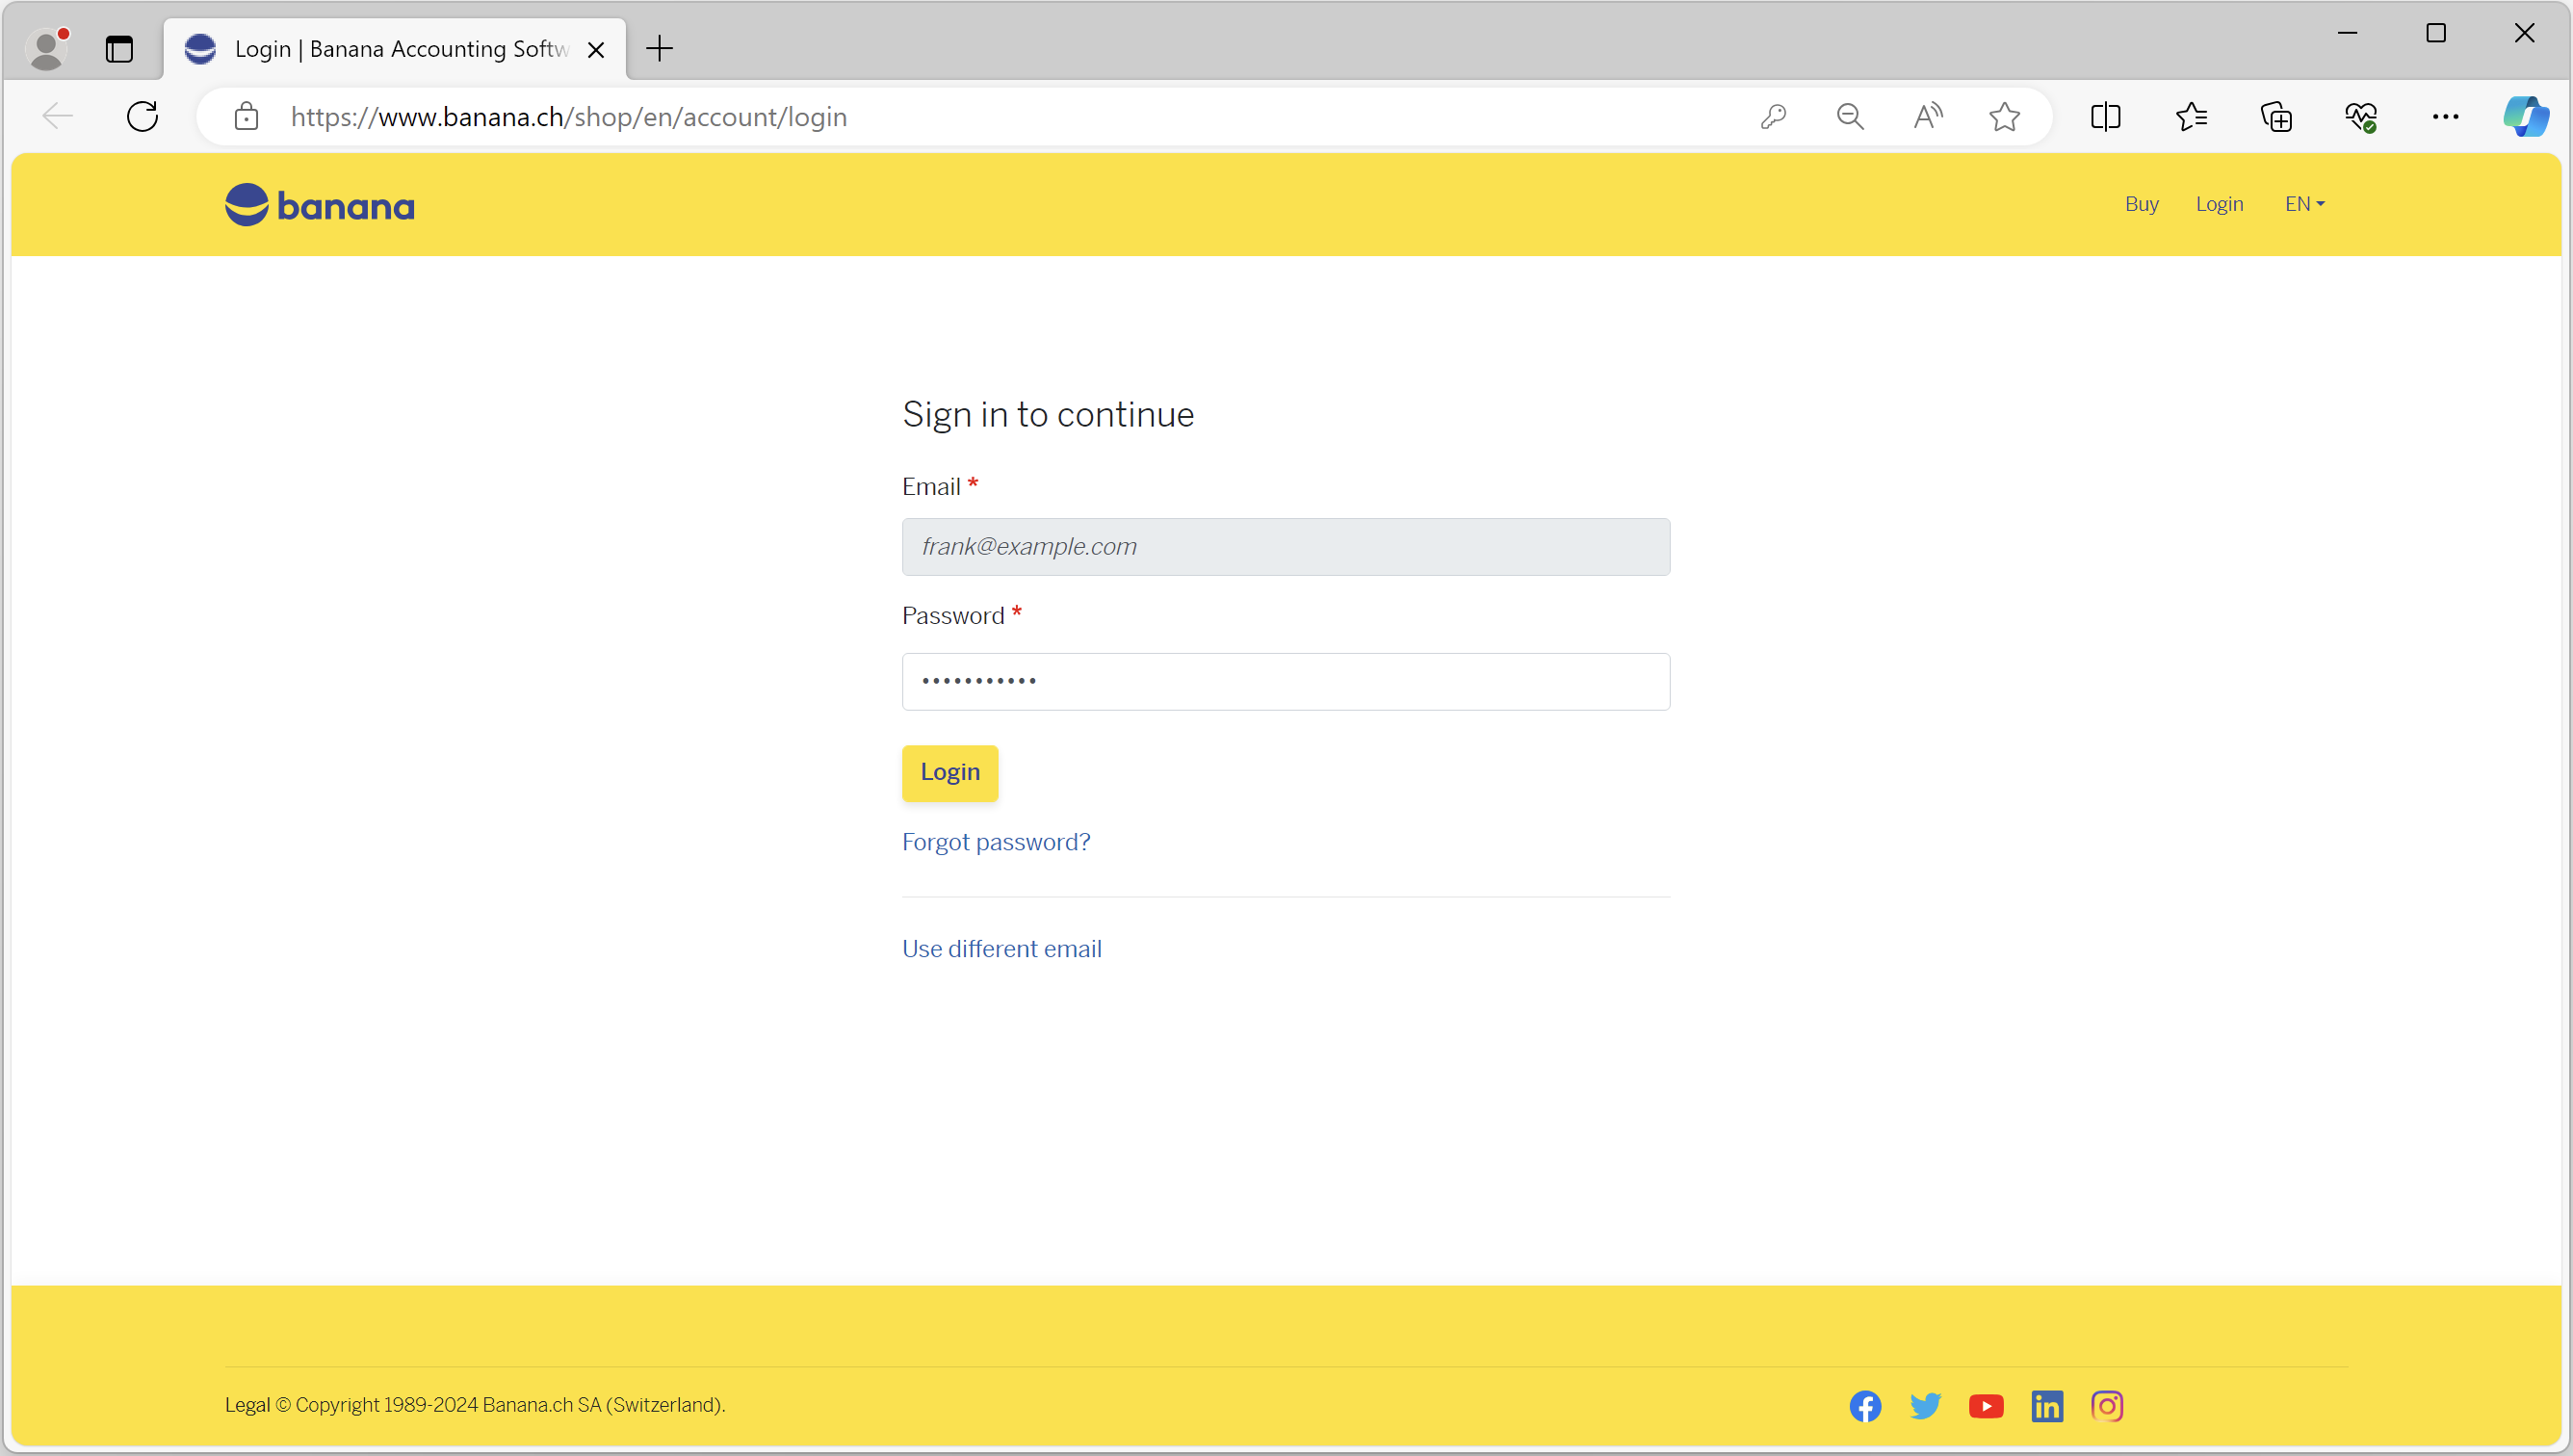 Login | Banana Accounting Softw
https://www.banana.ch/shop/en/account/login
banana
Buy Login EN
Sign in to continue
Email *
frank@example.com
Password *
•••••••••••
Login
Forgot password?
Use different email
Legal © Copyright 1989-2024 Banana.ch SA (Switzerland).